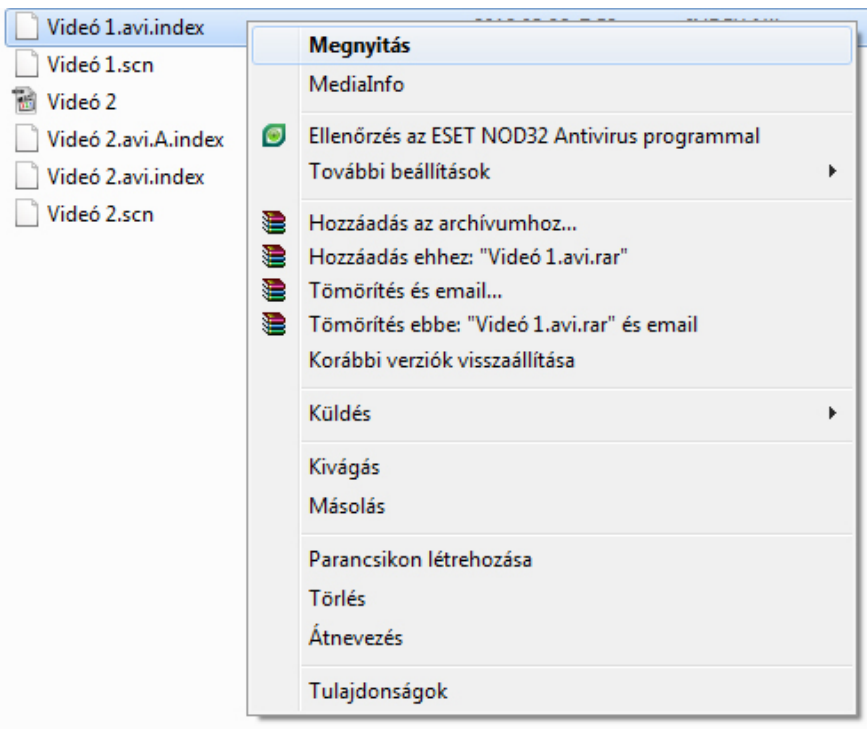 Videó 1.avi.index
Videó 1.scn
Videó 2
Videó 2.avi.A.index
Videó 2.avi.index
Videó 2.scn
Megnyitás
MediaInfo
Ellenőrzés az ESET NOD32 Antivirus programmal
További beállítások
Hozzáadás az archívumhoz...
Hozzáadás ehhez: "Videó 1.avi.rar"
Tömörítés és email...
Tömörítés ebbe: "Videó 1.avi.rar" és email
Korábbi verziók visszaállítása
Küldés
Kivágás
Másolás
Parancsikon létrehozása
Törlés
Átnevezés
Tulajdonságok